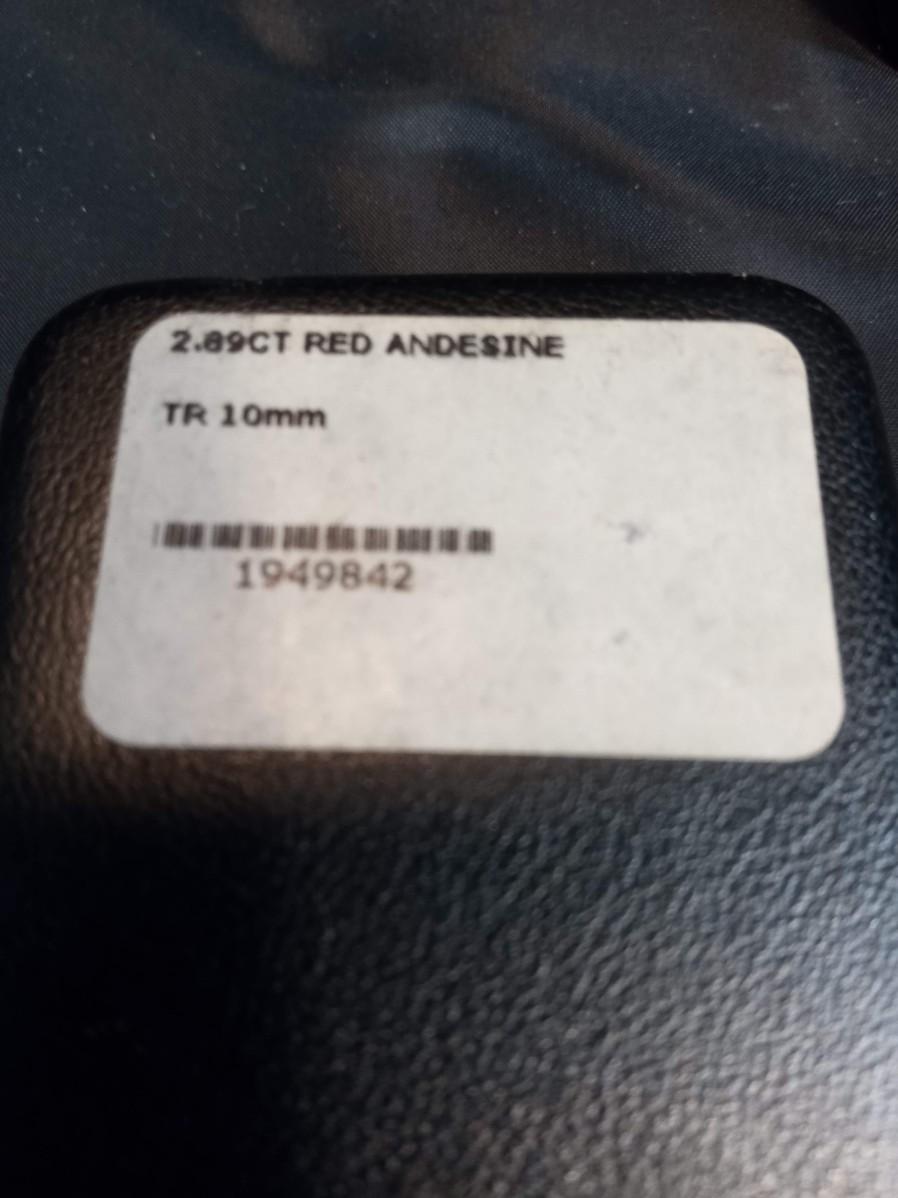 2.89CT RED ANDESINE
TR 10mm
1949842